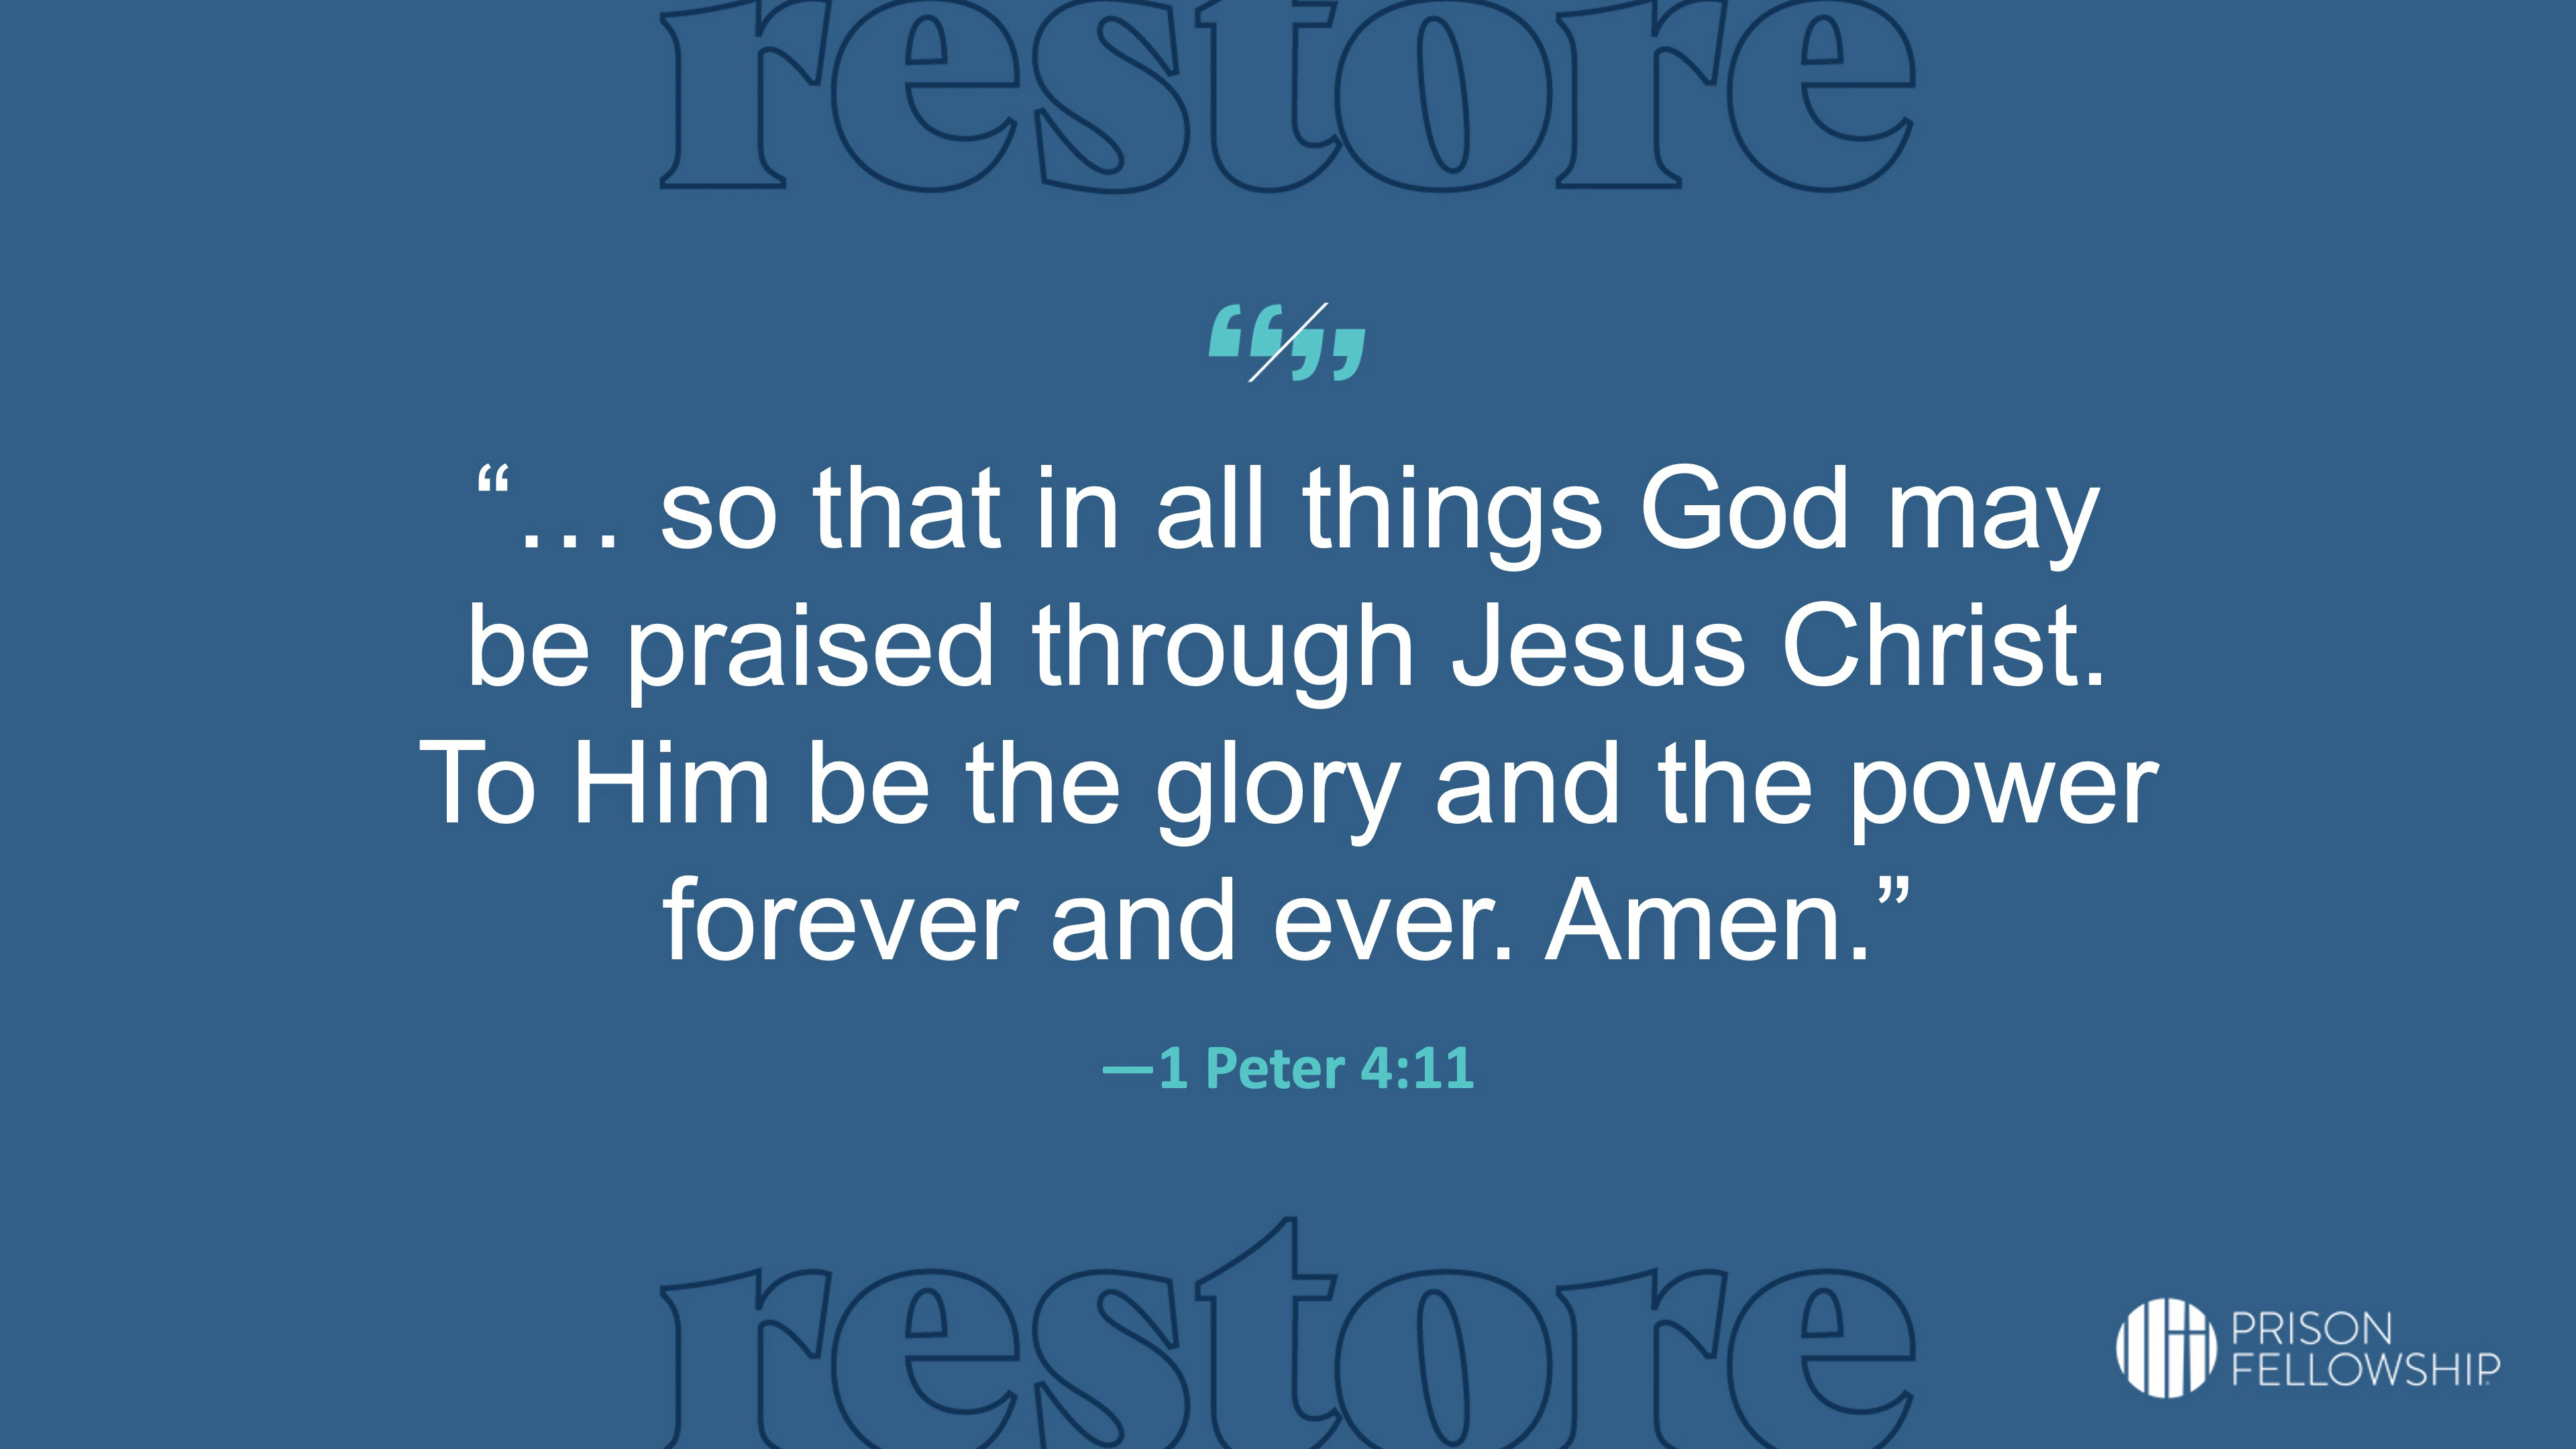 restore
“… so that in all things God may
be praised through Jesus Christ.
To Him be the glory and the power
forever and ever. Amen.”
—1 Peter 4:11
restore
PRISON
FELLOWSHIP